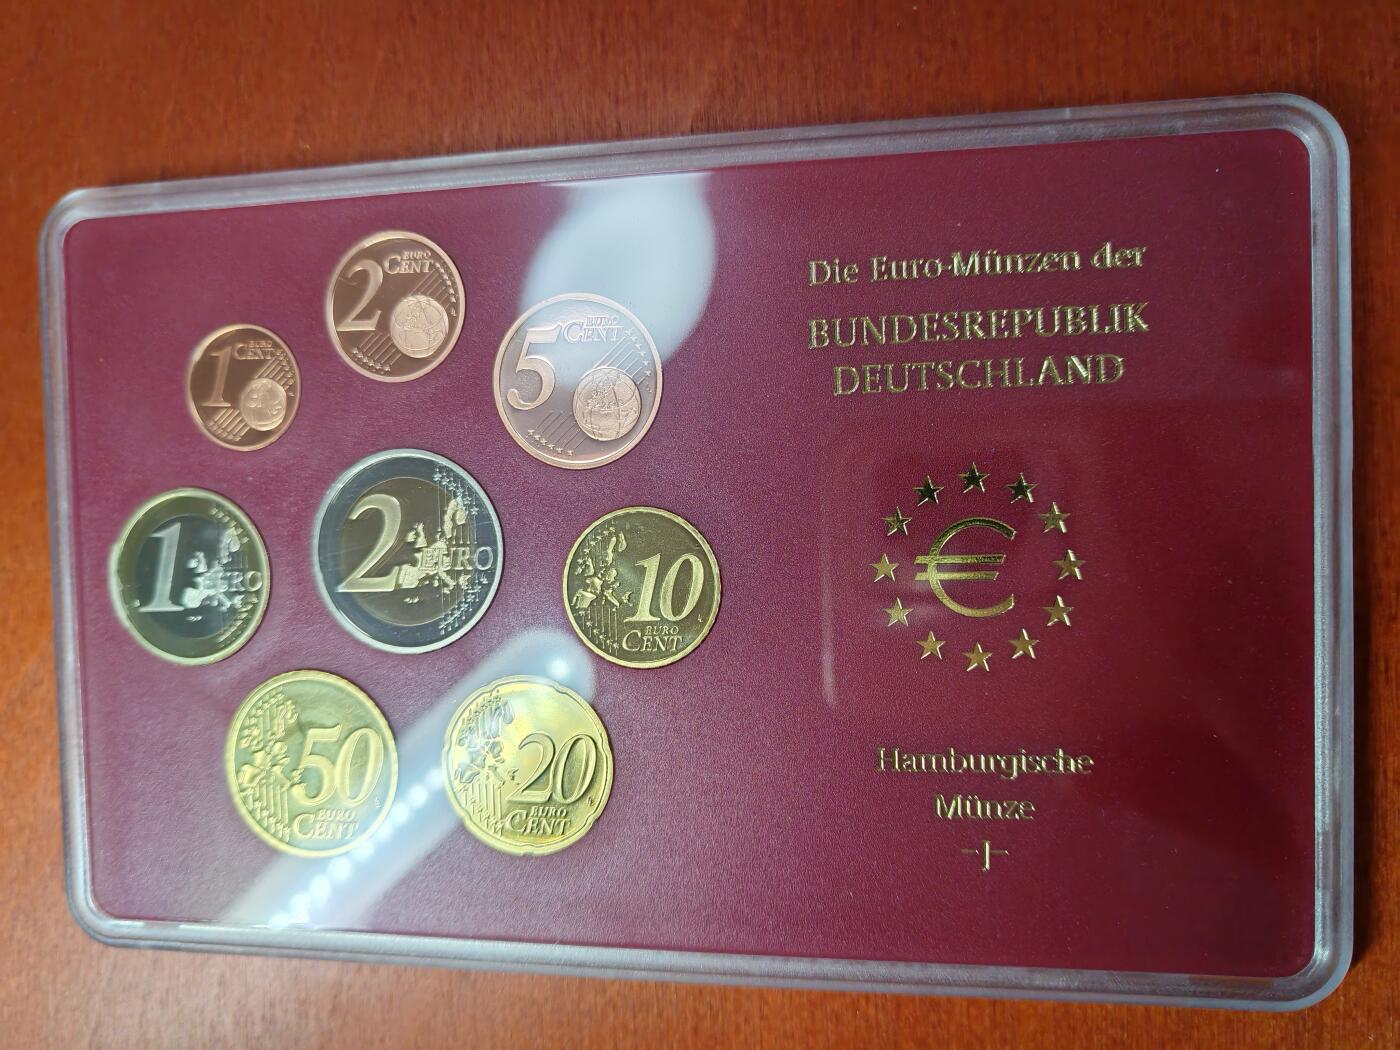 Die Euro-Münzen der
BUNDESREPUBLIK
DEUTSCHLAND
€
Hamburgische
Münze
-J-
1 EURO CENT
2 EURO CENT
5 EURO CENT
1 EURO
2 EURO
10 EURO CENT
50 EURO CENT
20 EURO CENT